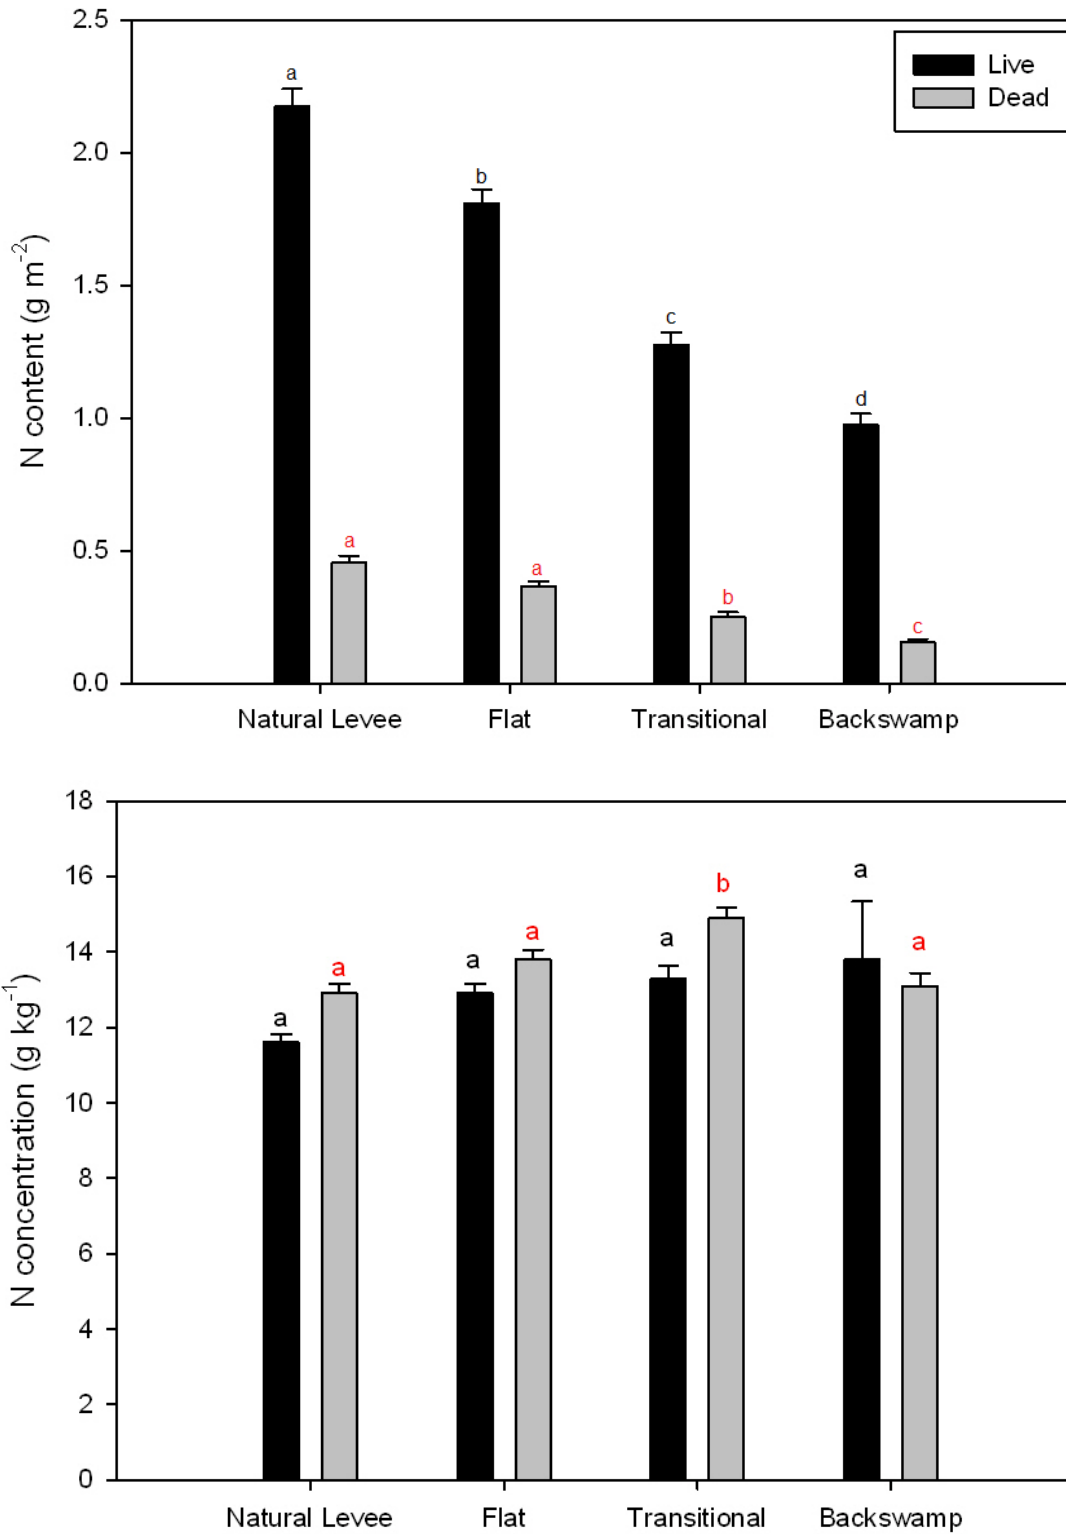 2.5
Live
Dead
a
2.0
b
N content (g m-2)
1.5
c
1.0
d
a
0.5
a
b
c
0.0
Natural Levee Flat Transitional Backswamp
18
16
a
b
14
a
a
a
a
a
12
a
N concentration (g kg-1)
10
8
6
4
2
0
Natural Levee Flat Transitional Backswamp